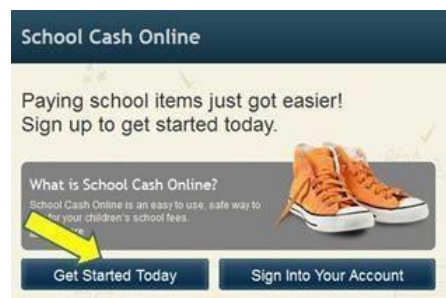 School Cash Online
Paying school items just got easier!
Sign up to get started today.
What is School Cash Online?
School Cash Online is an easy to use, safe way to
for your children's school fees.
Get Started Today
Sign Into Your Account